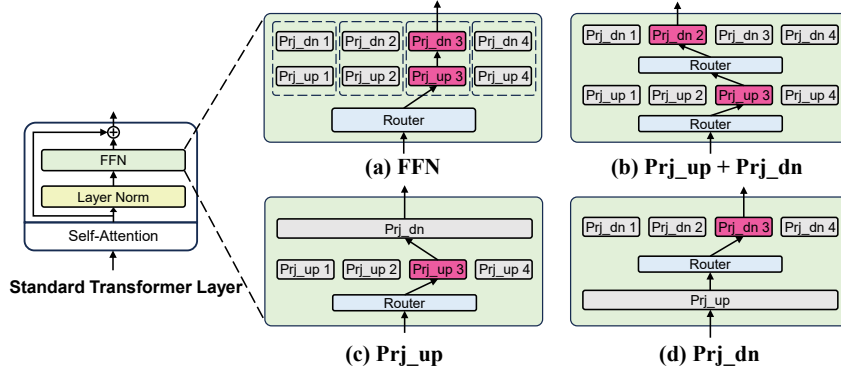 Prj_dn 1 Prj_dn 2 Prj_dn 3 Prj_dn 4
Prj_up 1 Prj_up 2 Prj_up 3 Prj_up 4
Router
(a) FFN
Prj_dn 1 Prj_dn 2 Prj_dn 3 Prj_dn 4
Router
Prj_up 1 Prj_up 2 Prj_up 3 Prj_up 4
Router
(b) Prj_up + Prj_dn
FFN
Layer Norm
Self-Attention
Standard Transformer Layer
Prj_dn
Prj_up 1 Prj_up 2 Prj_up 3 Prj_up 4
Router
(c) Prj_up
Prj_dn 1 Prj_dn 2 Prj_dn 3 Prj_dn 4
Router
Prj_up
(d) Prj_dn